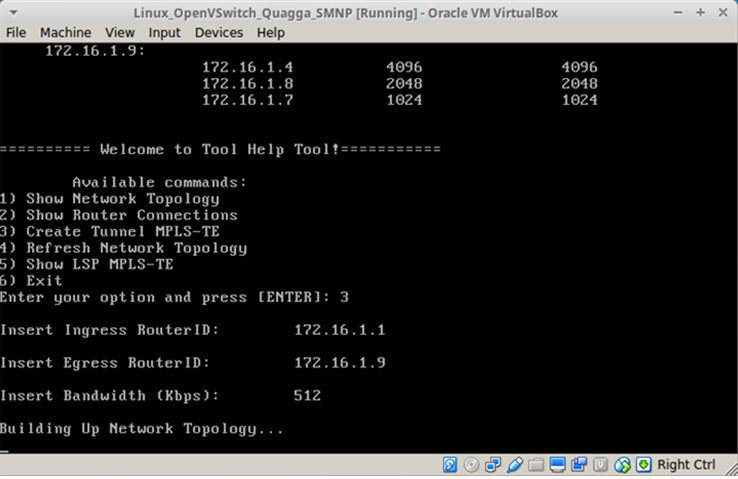 Linux_OpenVSwitch_Quagga_SMNP [Running] - Oracle VM VirtualBox
File Machine View Input Devices Help
172.16.1.9:
172.16.1.4 4096 4096
172.16.1.8 2048 2048
172.16.1.7 1024 1024
========== Welcome to Tool Help Tool!===========
Available commands:
1) Show Network Topology
2) Show Router Connections
3) Create Tunnel MPLS-TE
4) Refresh Network Topology
5) Show LSP MPLS-TE
6) Exit
Enter your option and press [ENTER]: 3
Insert Ingress RouterID: 172.16.1.1
Insert Egress RouterID: 172.16.1.9
Insert Bandwidth (Kbps): 512
Building Up Network Topology...
Right Ctrl